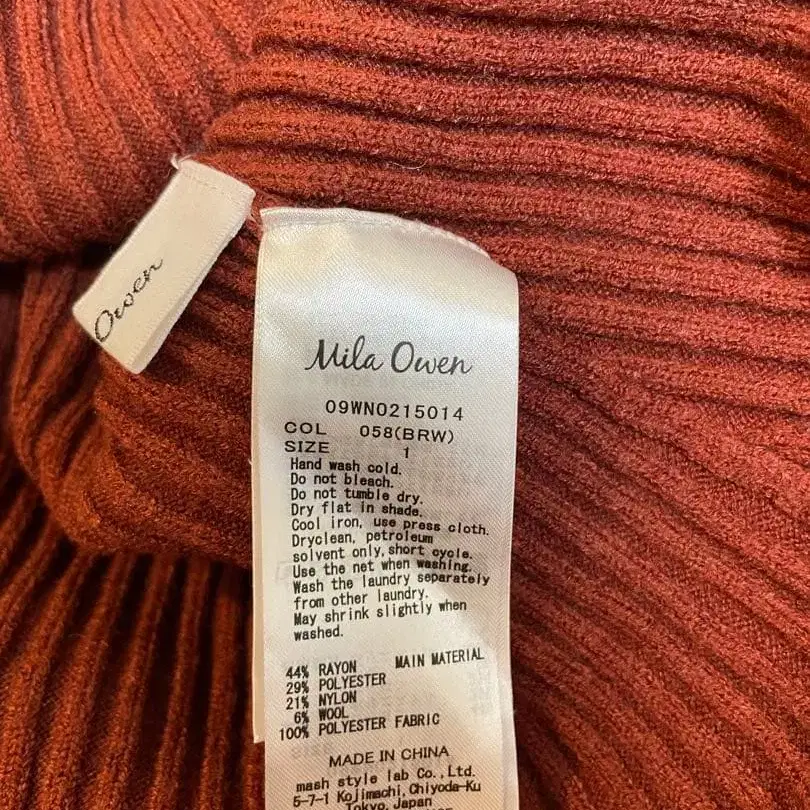 Owen
Mila Owen
09WN0215014
COL 058(BRW)
SIZE 1
Hand wash cold.
Do not bleach.
Do not tumble dry.
Dry flat in shade.
Cool iron, use press cloth.
Dryclean, petroleum
solvent only,short cycle.
Use the net when washing.
Wash the laundry separately
from other laundry.
May shrink slightly when
washed.
44% RAYON MAIN MATERIAL
29% POLYESTER
21% NYLON
6% WOOL
100% POLYESTER FABRIC
MADE IN CHINA
mash style lab Co.,Ltd.
5-7-1 Kojimachi,Chiyoda-Ku
Tokyo,Japan